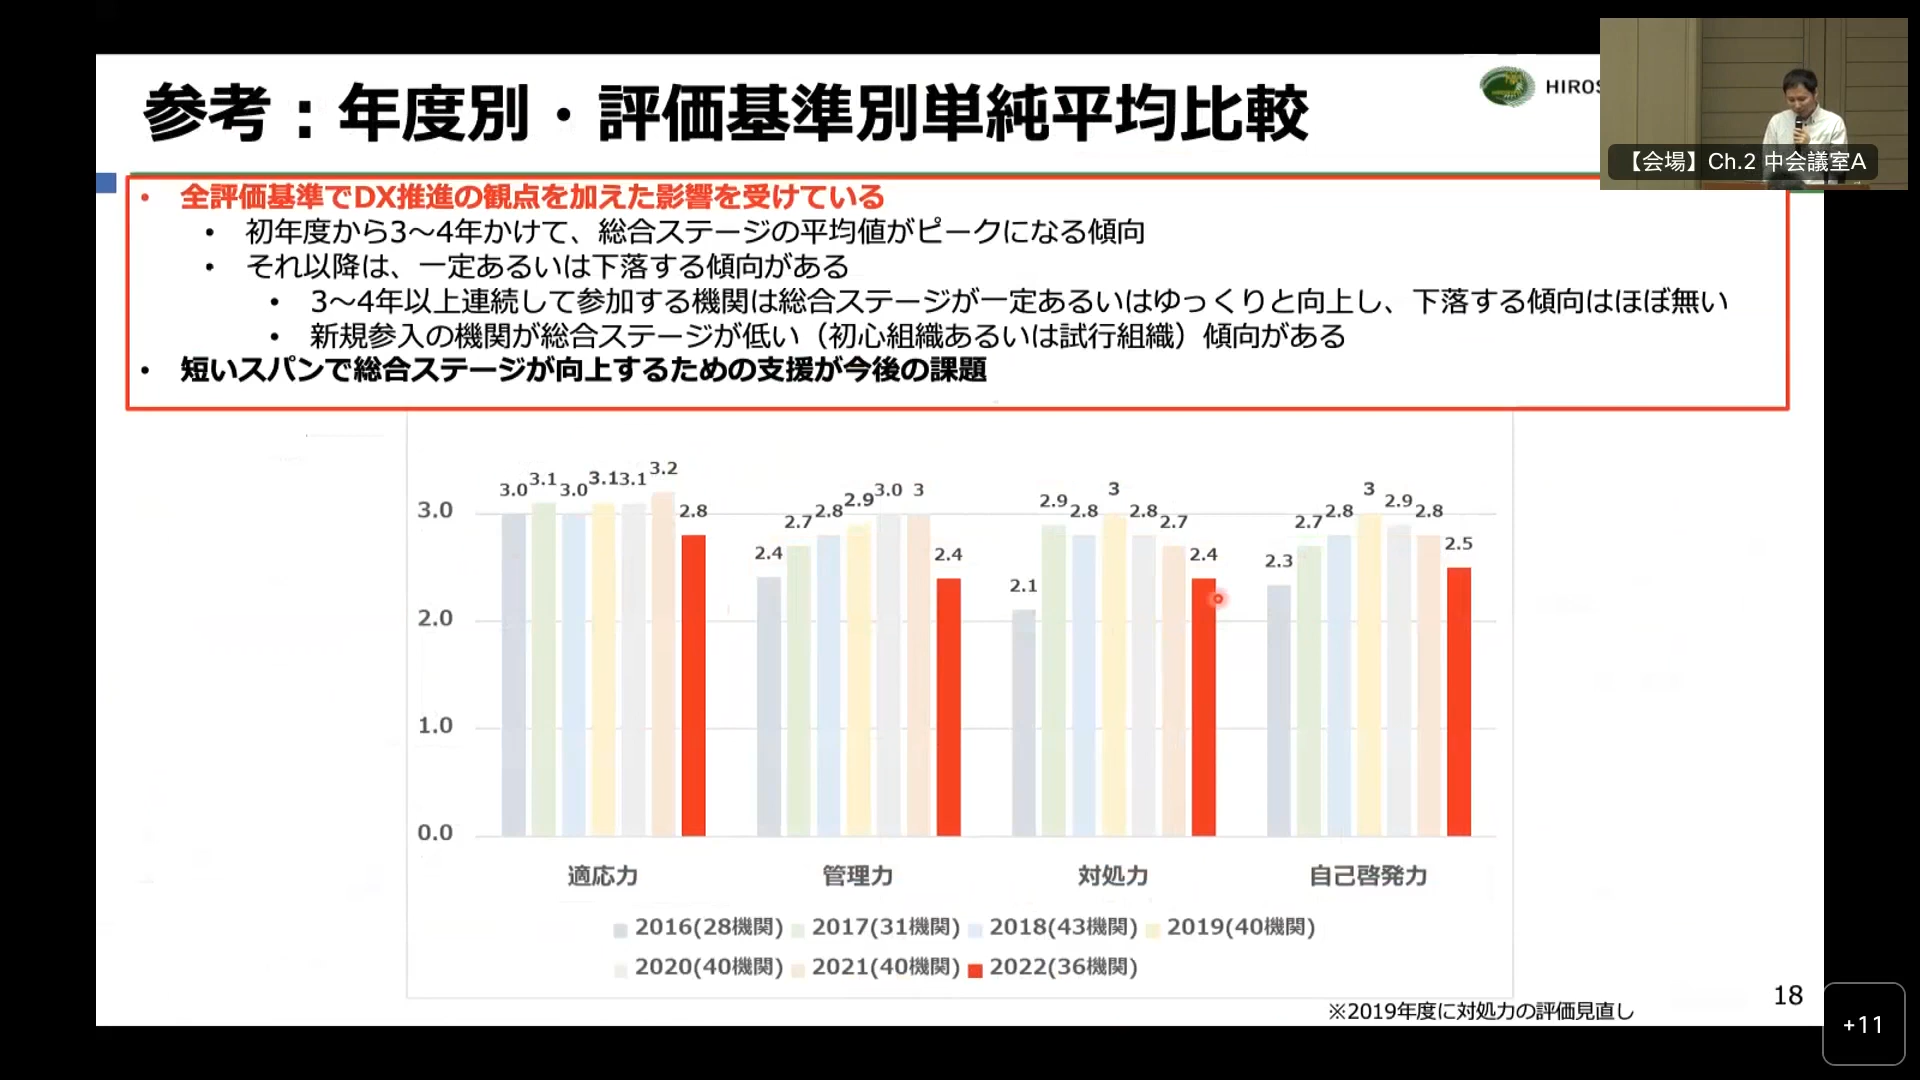 参考：年度別・評価基準別単純平均比較
HIROS
【会場】Ch.2 中会議室A
• 全評価基準でDX推進の観点を加えた影響を受けている
• 初年度から3〜4年かけて、総合ステージの平均値がピークになる傾向
• それ以降は、一定あるいは下落する傾向がある
• 3〜4年以上連続して参加する機関は総合ステージが一定あるいはゆっくりと向上し、下落する傾向はほぼ無い
• 新規参入の機関が総合ステージが低い（初心組織あるいは試行組織）傾向がある
• 短いスパンで総合ステージが向上するための支援が今後の課題
3.0 2.0 1.0 0.0
3.0 3.1 3.0 3.1 3.1 3.2 2.8
2.4 2.7 2.8 2.9 3.0 3 2.4
2.1 2.9 2.8 3 2.8 2.7 2.4
2.3 2.7 2.8 3 2.9 2.8 2.5
適応力 管理力 対処力 自己啓発力
2016(28機関) 2017(31機関) 2018(43機関) 2019(40機関)
2020(40機関) 2021(40機関) 2022(36機関)
※2019年度に対処力の評価見直し
18
+11